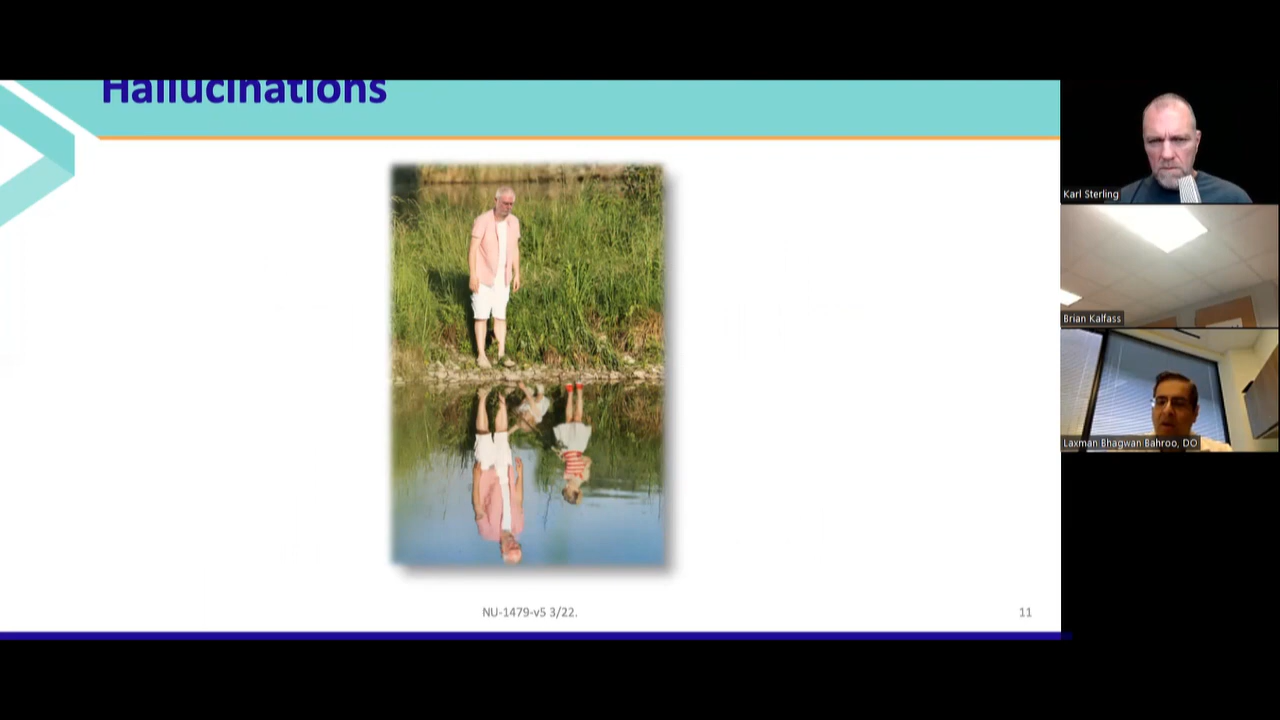 Hallucinations
Karl Sterling
Brian Kalfass
Laxman Bhagwan Bahroo, DO
NU-1479-v5 3/22.
11